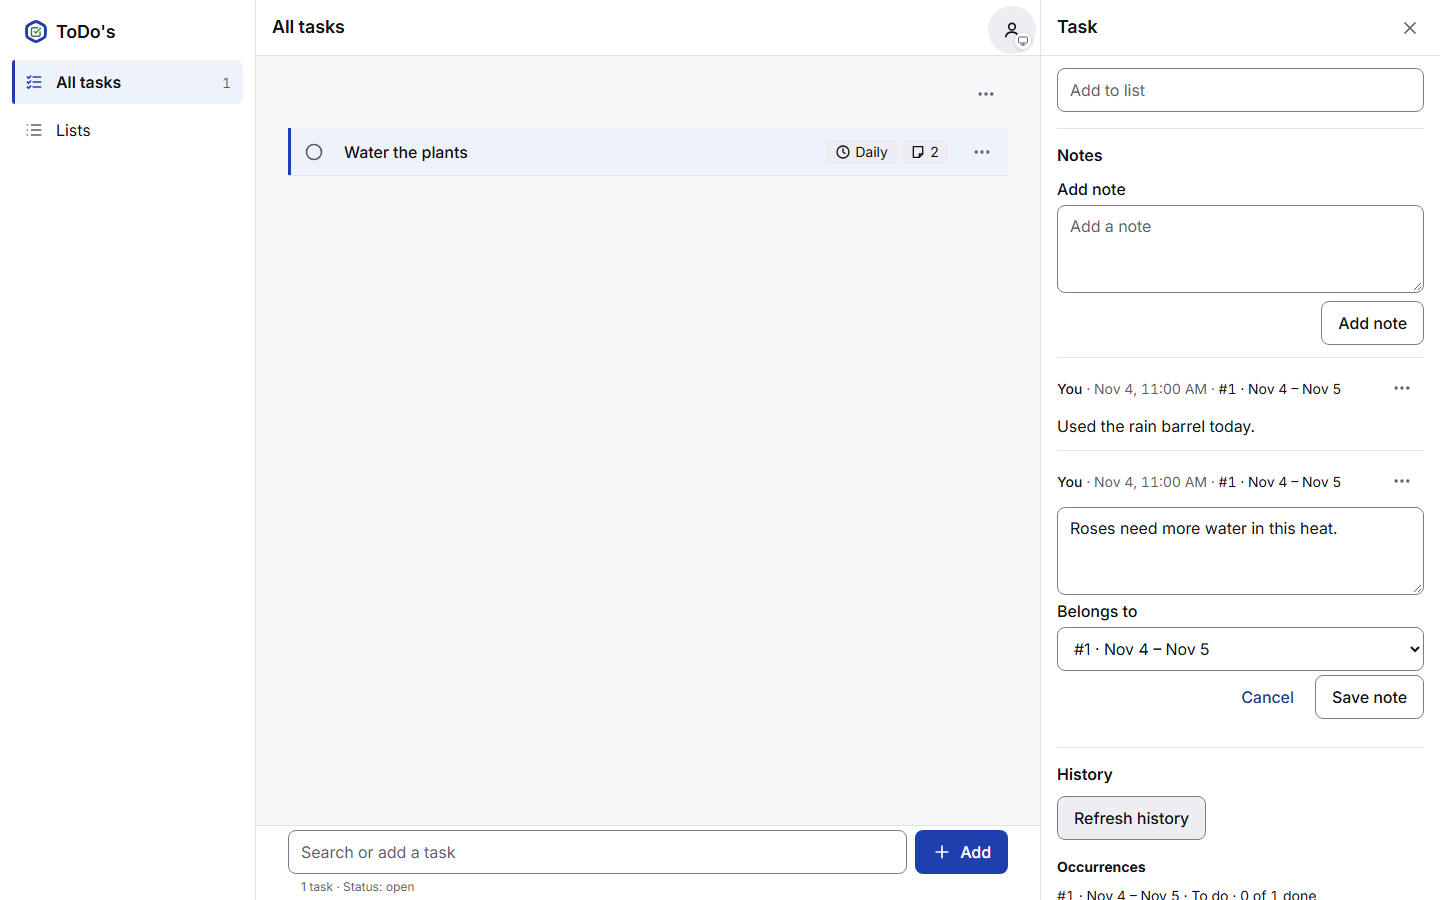 ToDo's
All tasks
1
Lists
All tasks
Water the plants
Daily
2
Search or add a task
Add
1 task · Status: open
Task
Add to list
Notes
Add note
Add a note
Add note
You · Nov 4, 11:00 AM · #1 · Nov 4 – Nov 5
Used the rain barrel today.
You · Nov 4, 11:00 AM · #1 · Nov 4 – Nov 5
Roses need more water in this heat.
Belongs to
#1 · Nov 4 – Nov 5
Cancel
Save note
History
Refresh history
Occurrences
#1 · Nov 4 – Nov 5 · To do · 0 of 1 done